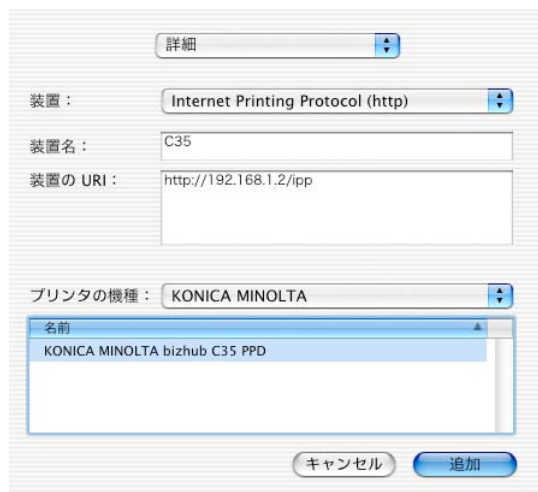 詳細
装置： Internet Printing Protocol (http)
装置名： C35
装置の URI： http://192.168.1.2/ipp
プリンタの機種： KONICA MINOLTA
名前
KONICA MINOLTA bizhub C35 PPD
キャンセル 追加